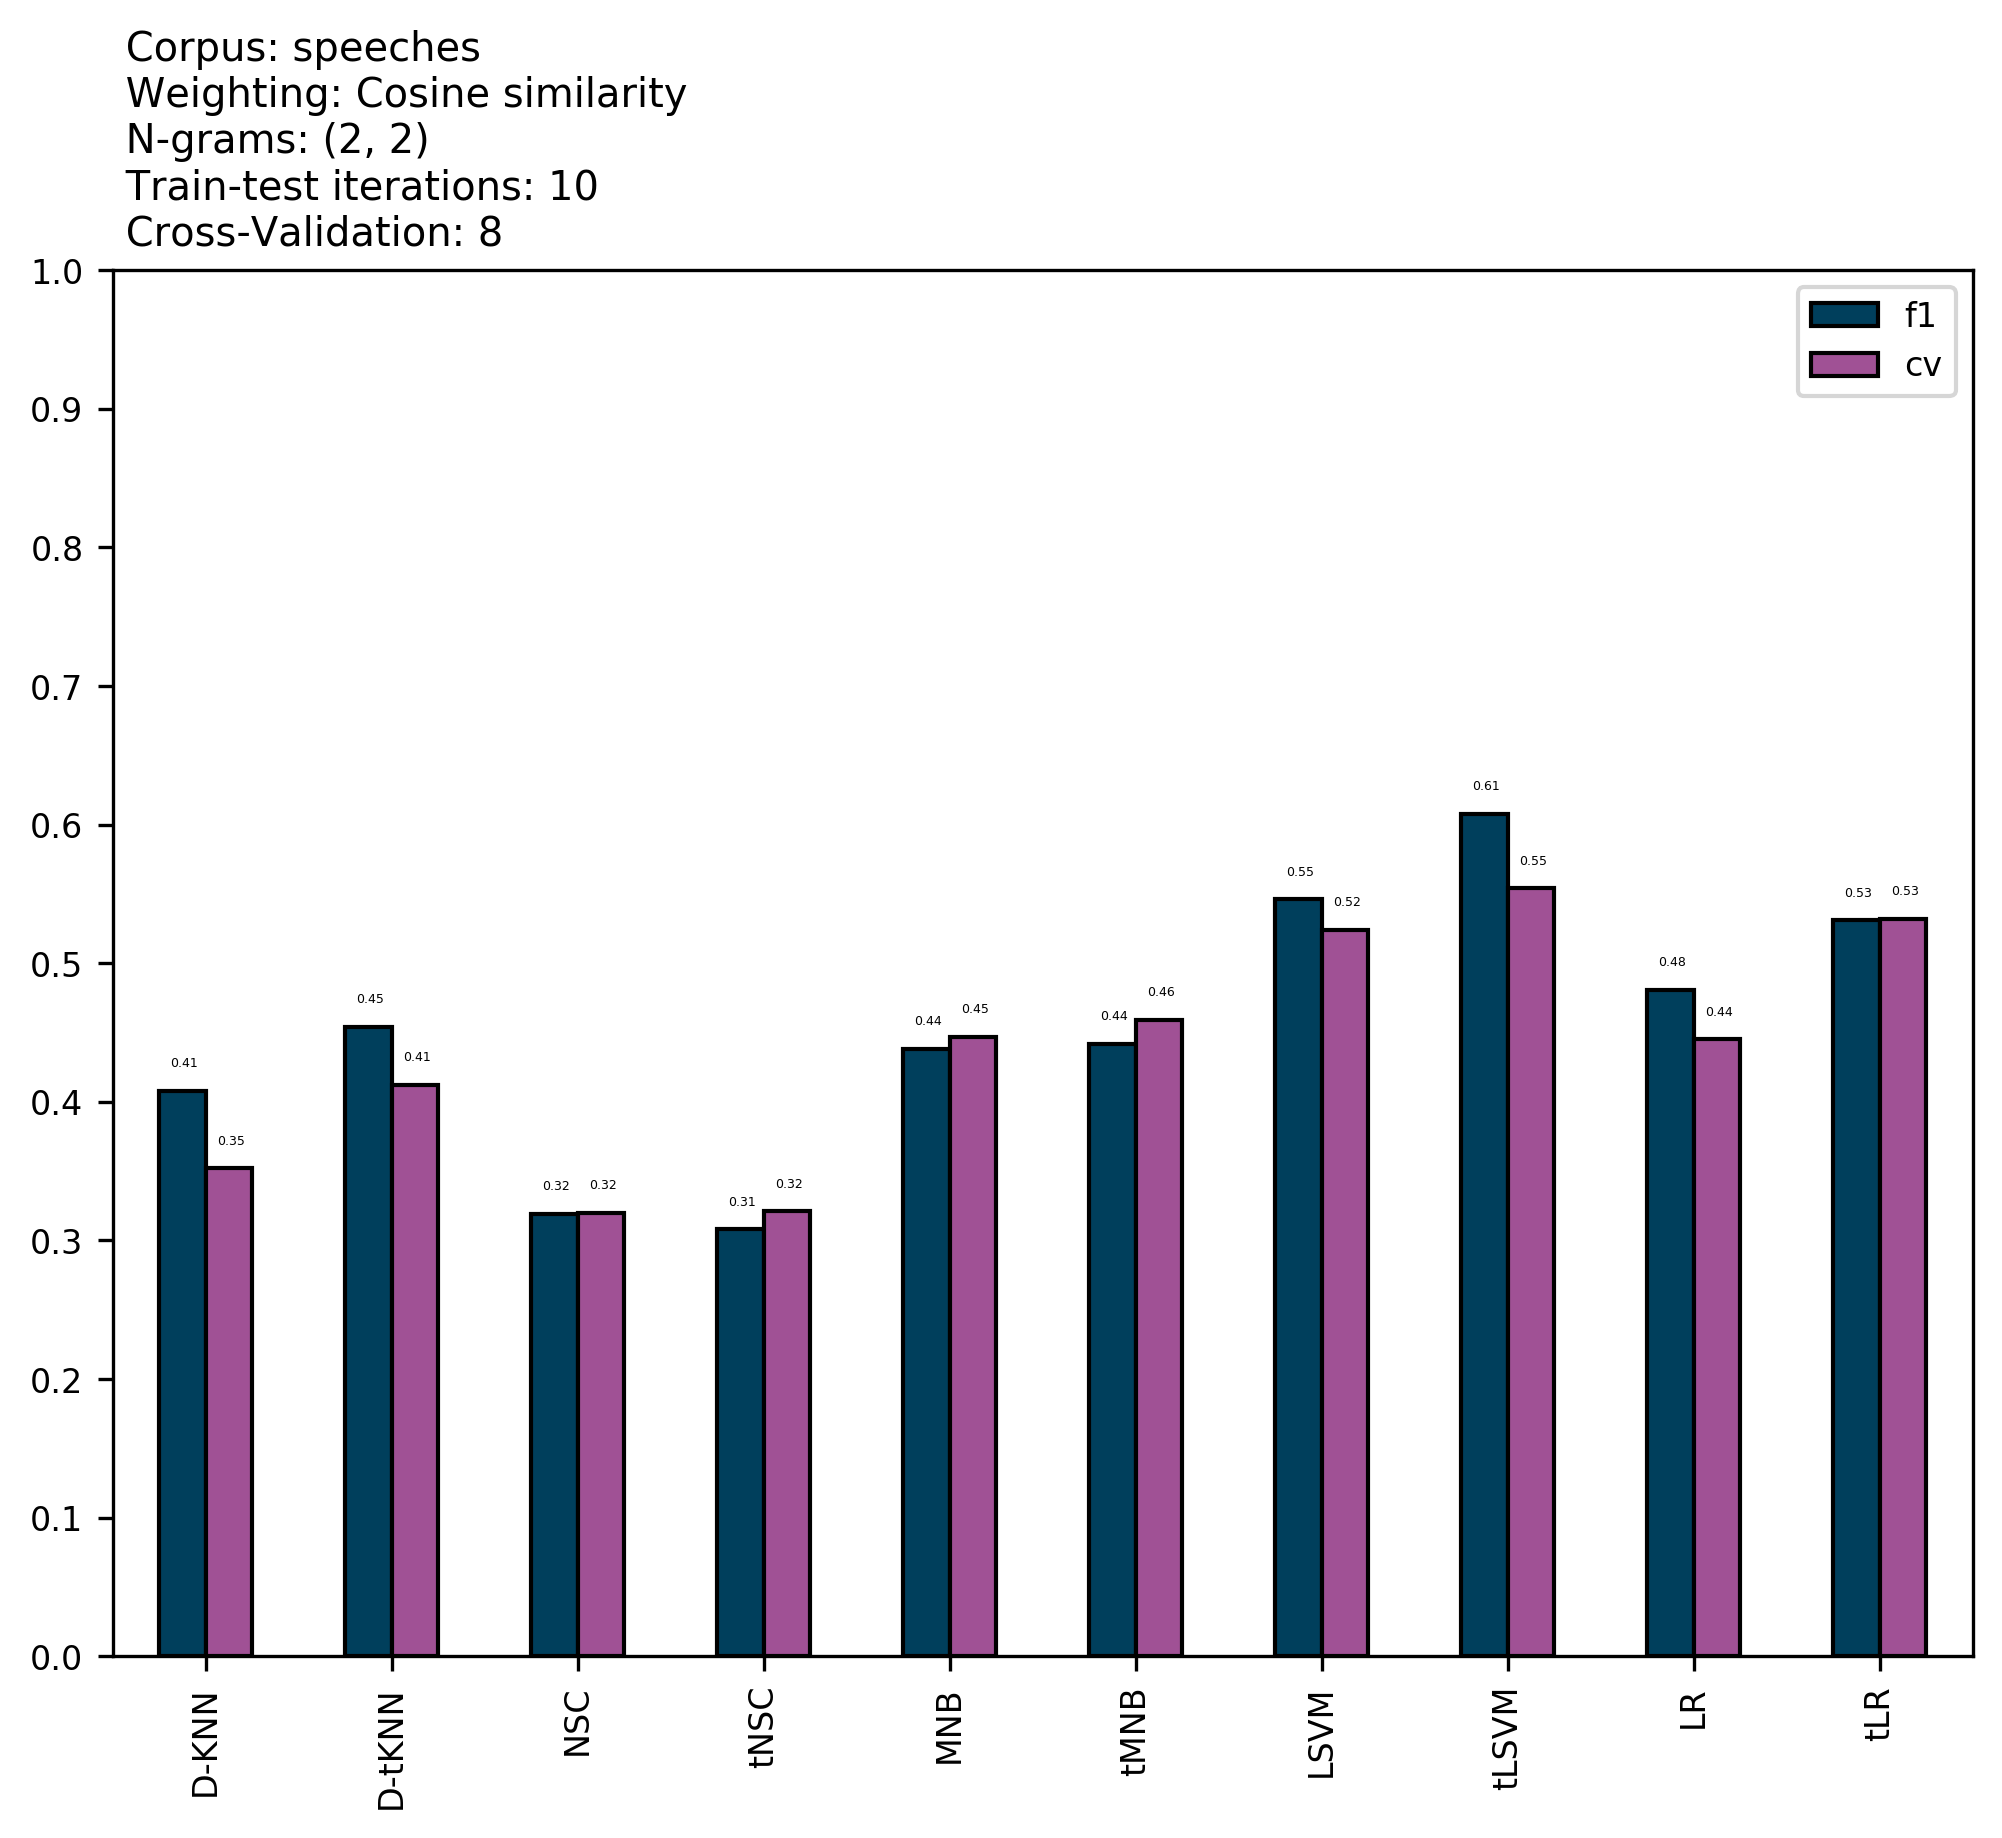 Corpus: speeches
Weighting: Cosine similarity
N-grams: (2, 2)
Train-test iterations: 10
Cross-Validation: 8
1.0
0.9
0.8
0.7
0.6
0.5
0.4
0.3
0.2
0.1
0.0
f1
cv
0.41
0.35
0.45
0.41
0.32
0.32
0.31
0.32
0.44
0.45
0.44
0.46
0.55
0.52
0.61
0.55
0.48
0.44
0.53
0.53
D-KNN
D-tKNN
NSC
tNSC
MNB
tMNB
LSVM
tLSVM
LR
tLR